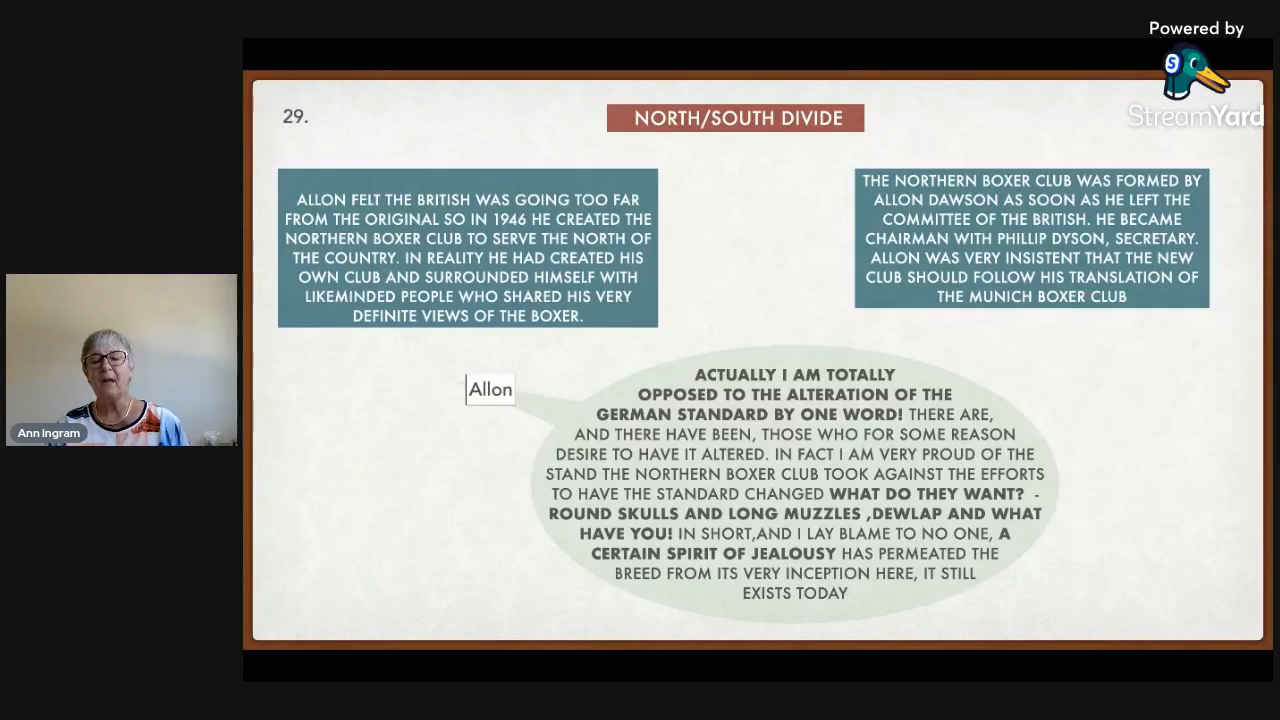 Powered by
StreamYard
29.
NORTH/SOUTH DIVIDE
ALLON FELT THE BRITISH WAS GOING TOO FAR
FROM THE ORIGINAL SO IN 1946 HE CREATED THE
NORTHERN BOXER CLUB TO SERVE THE NORTH OF
THE COUNTRY. IN REALITY HE HAD CREATED HIS
OWN CLUB AND SURROUNDED HIMSELF WITH
LIKEMINDED PEOPLE WHO SHARED HIS VERY
DEFINITE VIEWS OF THE BOXER.
THE NORTHERN BOXER CLUB WAS FORMED BY
ALLON DAWSON AS SOON AS HE LEFT THE
COMMITTEE OF THE BRITISH. HE BECAME
CHAIRMAN WITH PHILLIP DYSON, SECRETARY.
ALLON WAS VERY INSISTENT THAT THE NEW
CLUB SHOULD FOLLOW HIS TRANSLATION OF
THE MUNICH BOXER CLUB
Allon
ACTUALLY I AM TOTALLY
OPPOSED TO THE ALTERATION OF THE
GERMAN STANDARD BY ONE WORD! THERE ARE,
AND THERE HAVE BEEN, THOSE WHO FOR SOME REASON
DESIRE TO HAVE IT ALTERED. IN FACT I AM VERY PROUD OF THE
STAND THE NORTHERN BOXER CLUB TOOK AGAINST THE EFFORTS
TO HAVE THE STANDARD CHANGED WHAT DO THEY WANT? -
ROUND SKULLS AND LONG MUZZLES ,DEWLAP AND WHAT
HAVE YOU! IN SHORT,AND I LAY BLAME TO NO ONE, A
CERTAIN SPIRIT OF JEALOUSY HAS PERMEATED THE
BREED FROM ITS VERY INCEPTION HERE, IT STILL
EXISTS TODAY
Ann ingram